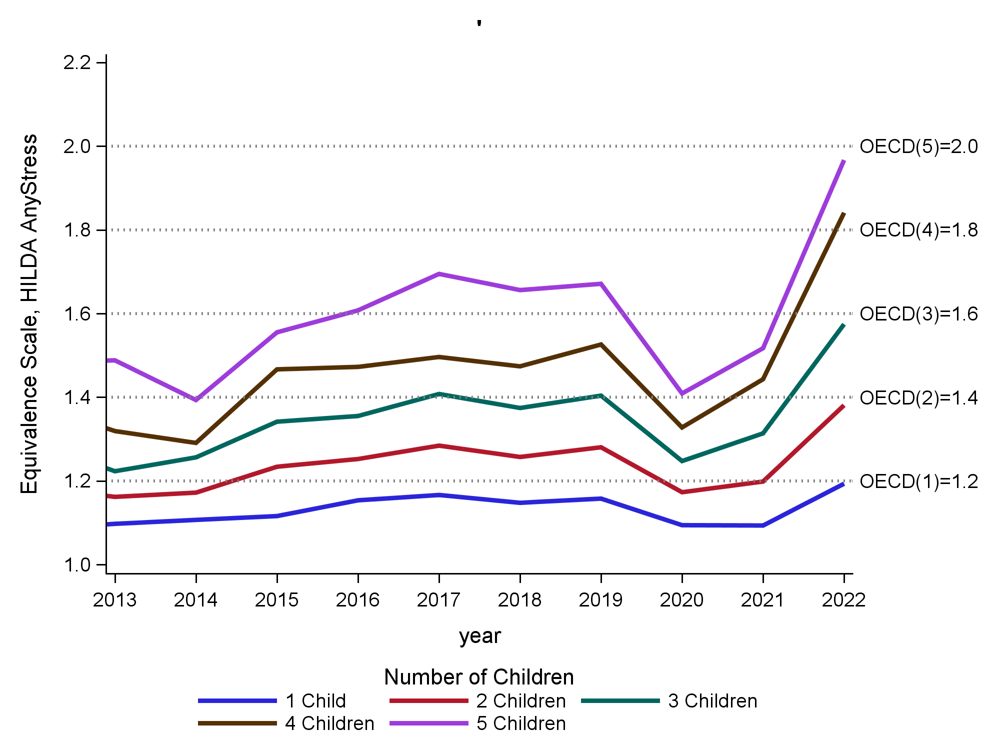 '
Equivalence Scale, HILDA AnyStress
2.2
2.0
1.8
1.6
1.4
1.2
1.0
OECD(5)=2.0
OECD(4)=1.8
OECD(3)=1.6
OECD(2)=1.4
OECD(1)=1.2
2013 2014 2015 2016 2017 2018 2019 2020 2021 2022
year
Number of Children
1 Child 2 Children 3 Children
4 Children 5 Children